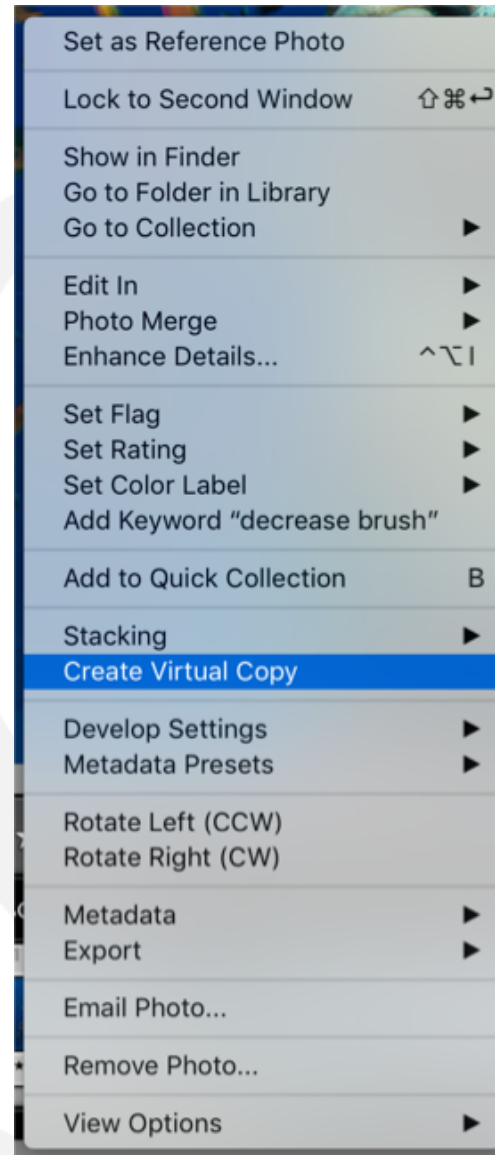 Set as Reference Photo
Lock to Second Window ⇧⌘↩
Show in Finder
Go to Folder in Library
Go to Collection ▶
Edit In ▶
Photo Merge ▶
Enhance Details... ^⌥I
Set Flag ▶
Set Rating ▶
Set Color Label ▶
Add Keyword “decrease brush”
Add to Quick Collection B
Stacking ▶
Create Virtual Copy
Develop Settings ▶
Metadata Presets ▶
Rotate Left (CCW)
Rotate Right (CW)
Metadata ▶
Export ▶
Email Photo...
Remove Photo...
View Options ▶